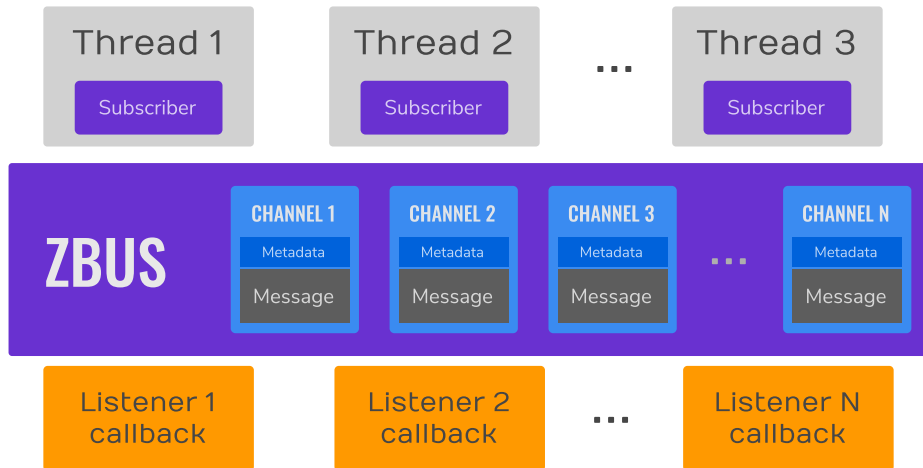 Thread 1
Thread 2
...
Thread 3
Subscriber
Subscriber
Subscriber
ZBUS
CHANNEL 1
CHANNEL 2
CHANNEL 3
CHANNEL N
Metadata
Metadata
Metadata
...
Metadata
Message
Message
Message
Message
Listener 1
callback
Listener 2
callback
...
Listener N
callback